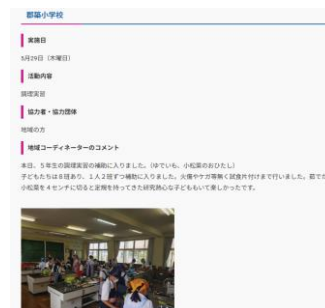 郡築小学校
実施日
5月29日（木曜日）
活動内容
調理実習
協力者・協力団体
地域の方
地域コーディネーターのコメント
本日、５年生の調理実習の補助に入りました。（ゆでいも、小松菜のおひたし）
子どもたちは８班あり、１人２班ずつ補助に入りました。火傷やケガ等無く試食片付けまで行いました。茹でか
小松菜を４センチに切ると定規を持ってきた研究熱心な子どももいて楽しかったです。